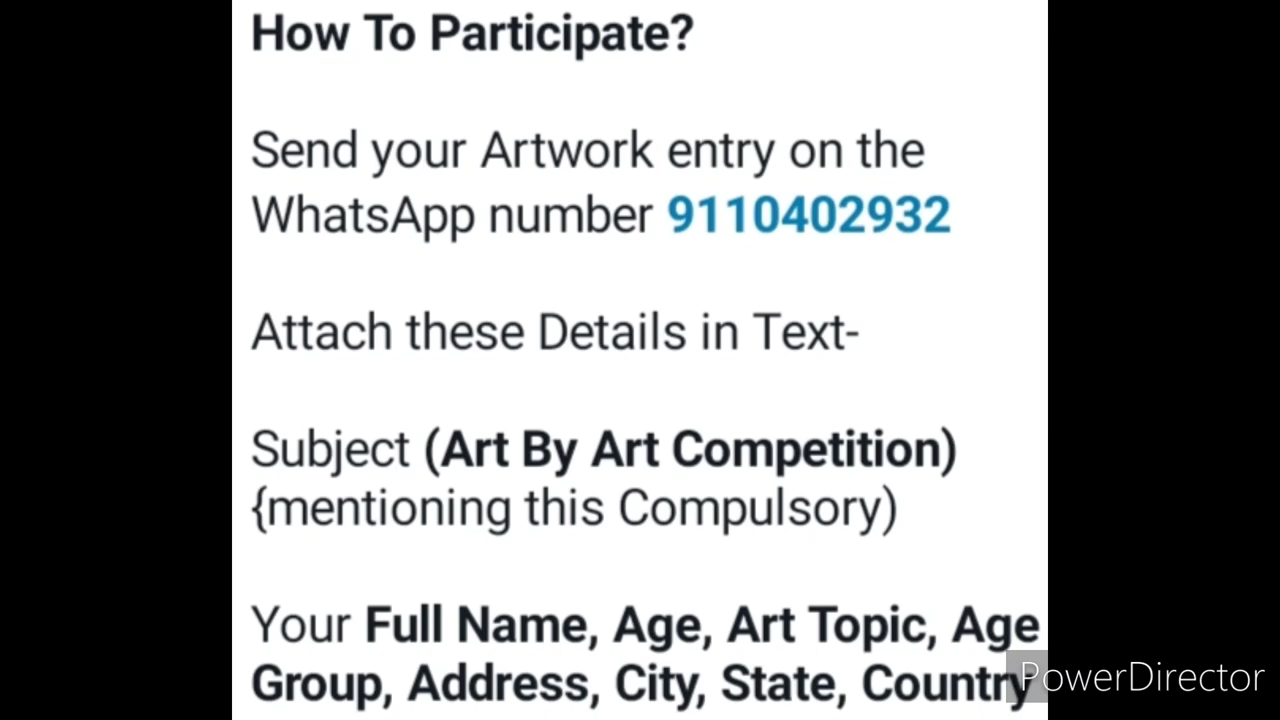 How To Participate?
Send your Artwork entry on the
WhatsApp number 9110402932
Attach these Details in Text-
Subject (Art By Art Competition)
{mentioning this Compulsory)
Your Full Name, Age, Art Topic, Age
Group, Address, City, State, Country
PowerDirector